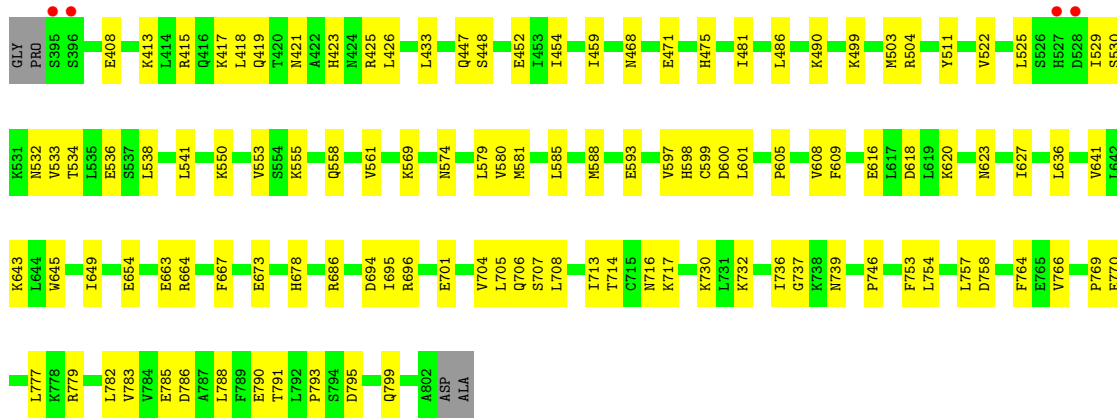 GLY PRO S395 S396 E408 K413 L414 R415 Q416 K417 L418 Q419 T420 N421 A422 H423 N424 R425 L426 L433 Q447 S448 E452 I453 I454 I459 N468 E471 H475 I481 L486 K490 K499 M503 R504 Y511 V522 L525 S526 H527 D528 I529 S530
K531 N532 V533 T534 L535 E536 S537 L538 L541 K550 V553 S554 K555 Q558 V561 K569 N574 L579 V580 M581 L585 M588 E593 V597 H598 C599 D600 L601 P605 V608 F609 E616 L617 D618 L619 K620 N623 I627 L636 V641 L642
K643 L644 W645 I649 E654 E663 R664 F667 E673 H678 R686 D694 I695 R696 E701 V704 L705 Q706 S707 L708 I713 T714 C715 N716 K717 K730 L731 K732 I736 G737 K738 N739 P746 F753 L754 L757 D758 F764 E765 V766 P769 E770
L777 K778 R779 L782 V783 V784 E785 D786 A787 L788 F789 E790 T791 L792 P793 S794 D795 Q799 A802 ASP ALA